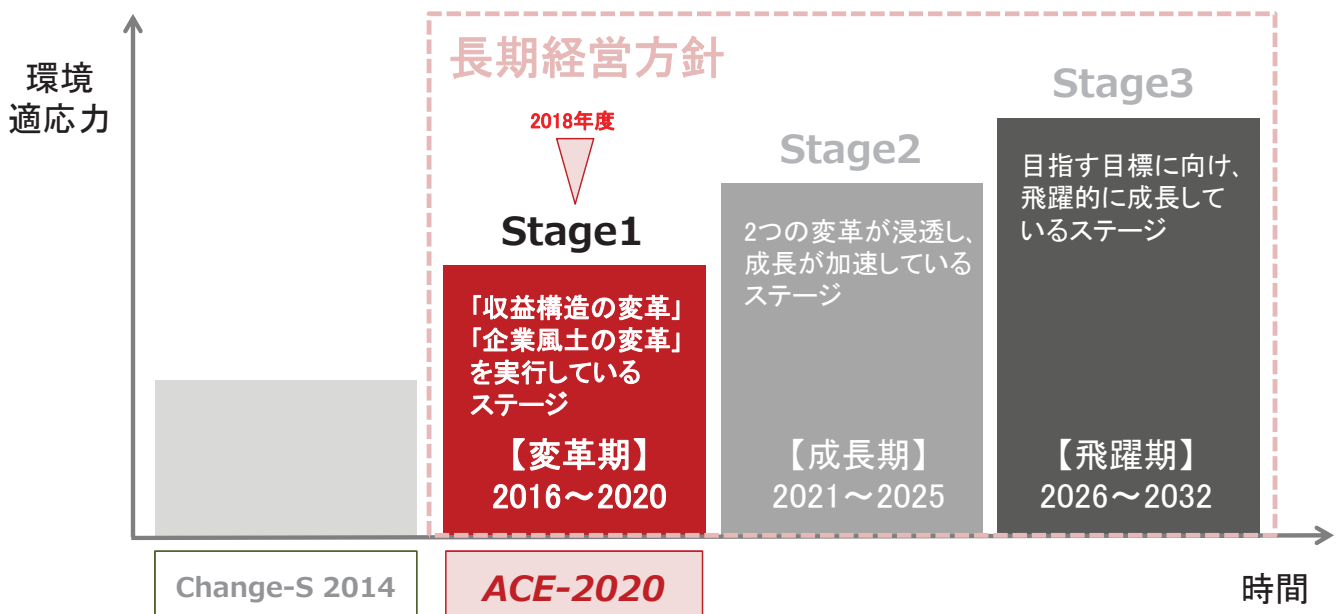 長期経営方針
環境
適応力
2018年度
Stage1
「収益構造の変革」
「企業風土の変革」
を実行している
ステージ
【変革期】
2016～2020
Stage2
2つの変革が浸透し、
成長が加速している
ステージ
【成長期】
2021～2025
Stage3
目指す目標に向け、
飛躍的に成長して
いるステージ
【飛躍期】
2026～2032
Change-S 2014
ACE-2020
時間